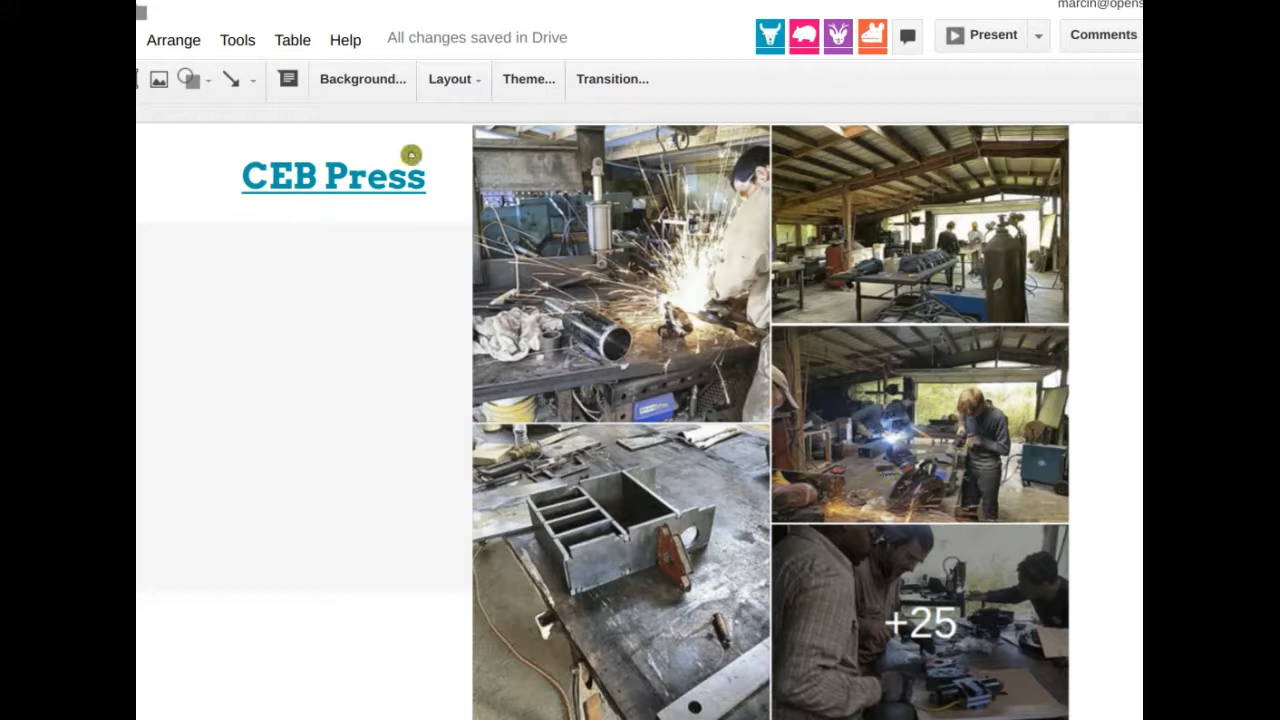 marcin@opens
Arrange Tools Table Help All changes saved in Drive
Present Comments
Background... Layout Theme... Transition...
CEB Press
+25